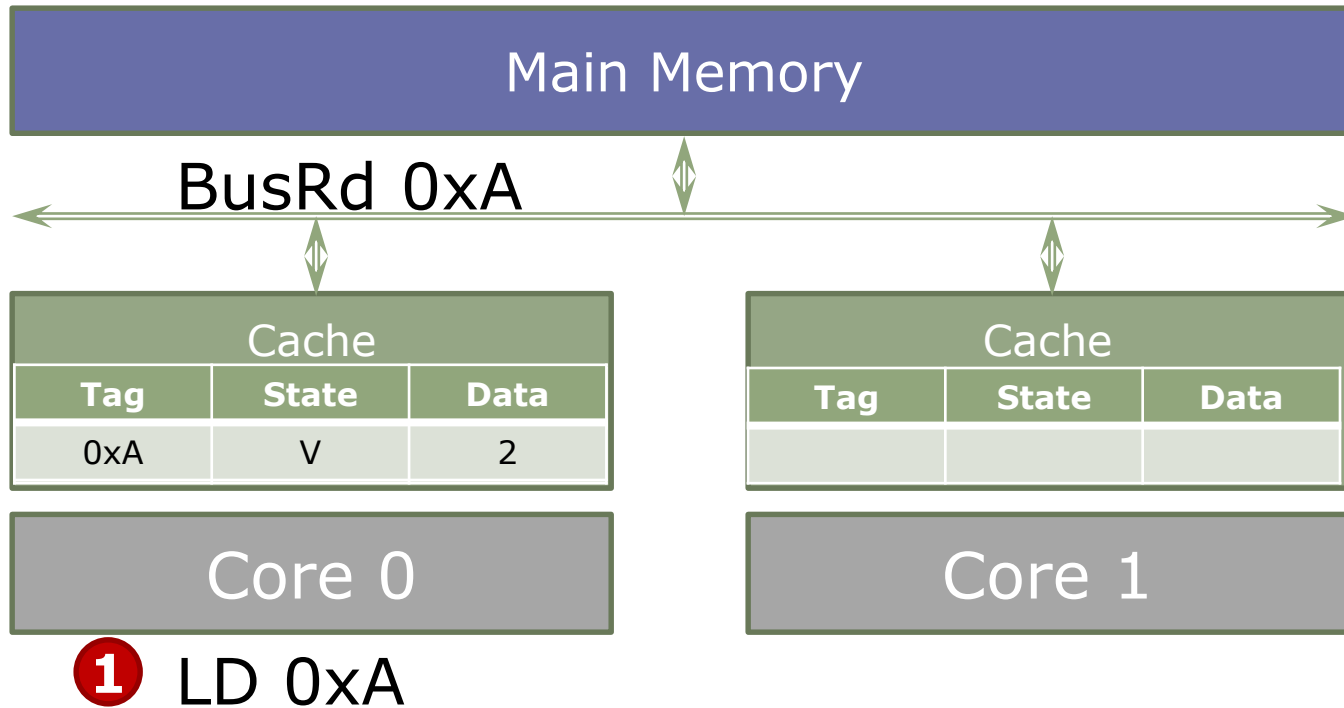 Main Memory
BusRd 0xA
Cache
Tag State Data
0xA V 2
Cache
Tag State Data
Core 0
Core 1
1 LD 0xA